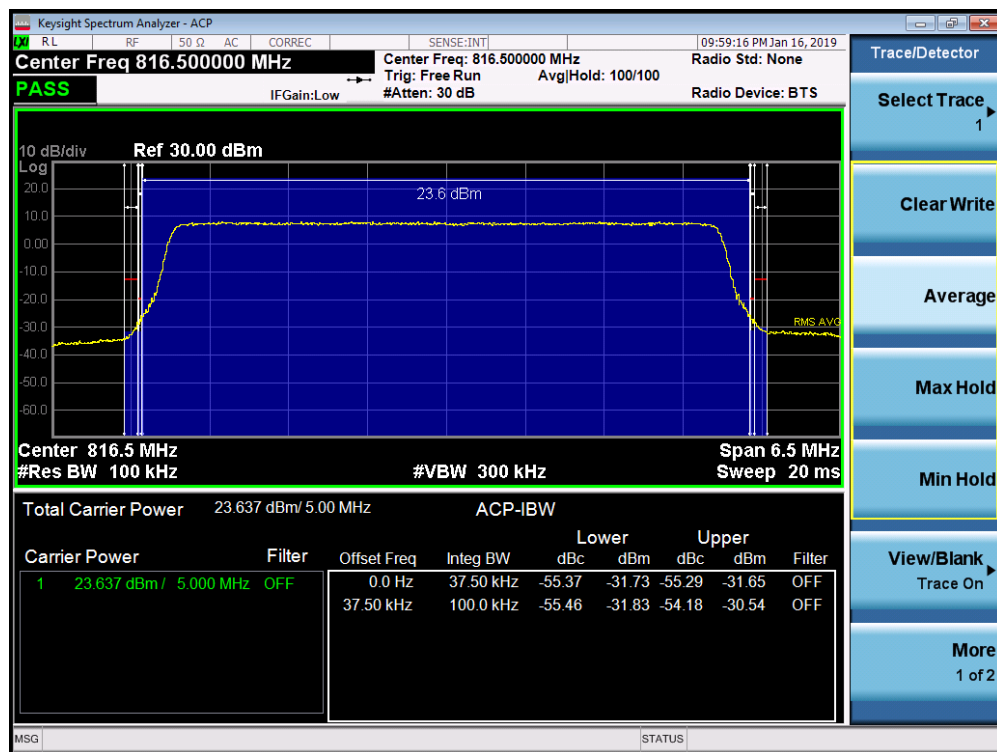 Keysight Spectrum Analyzer - ACP
LXI RL RF 50 Ω AC CORREC SENSE:INT 09:59:16 PM Jan 16, 2019
Center Freq 816.500000 MHz
Center Freq: 816.500000 MHz Radio Std: None
Trig: Free Run Avg|Hold: 100/100
PASS
IFGain:Low #Atten: 30 dB Radio Device: BTS
10 dB/div Ref 30.00 dBm
Log
20.0
23.6 dBm
10.0
0.00
-10.0
-20.0
-30.0
RMS AVG
-40.0
-50.0
-60.0
Center 816.5 MHz Span 6.5 MHz
#Res BW 100 kHz #VBW 300 kHz Sweep 20 ms
Total Carrier Power 23.637 dBm/ 5.00 MHz ACP-IBW
Lower Upper
Carrier Power Filter Offset Freq Integ BW dBc dBm dBc dBm Filter
1 23.637 dBm / 5.000 MHz OFF 0.0 Hz 37.50 kHz -55.37 -31.73 -55.29 -31.65 OFF
37.50 kHz 100.0 kHz -55.46 -31.83 -54.18 -30.54 OFF
Trace/Detector
Select Trace
1
Clear Write
Average
Max Hold
Min Hold
View/Blank
Trace On
More
1 of 2
MSG STATUS